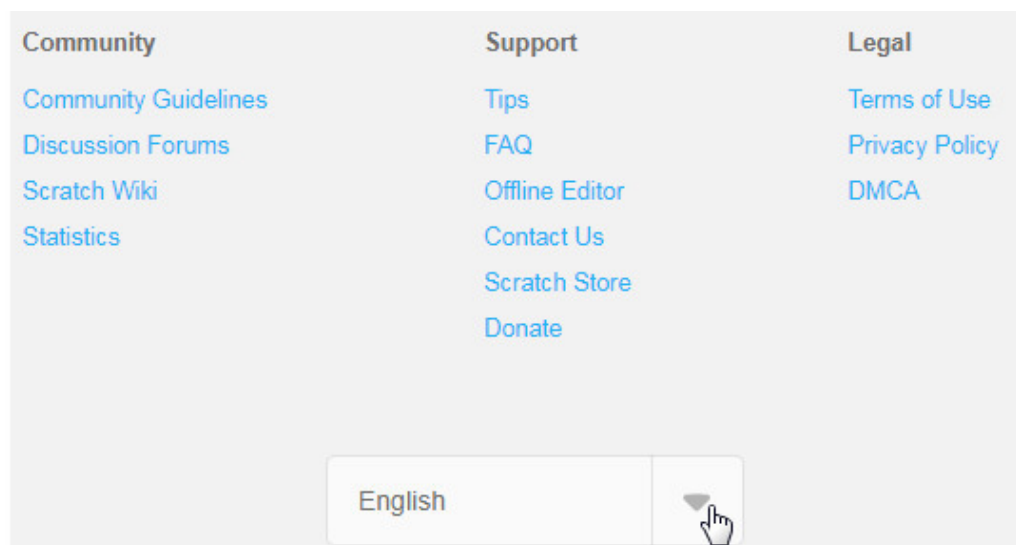 Community
Community Guidelines
Discussion Forums
Scratch Wiki
Statistics
Support
Tips
FAQ
Offline Editor
Contact Us
Scratch Store
Donate
Legal
Terms of Use
Privacy Policy
DMCA
English